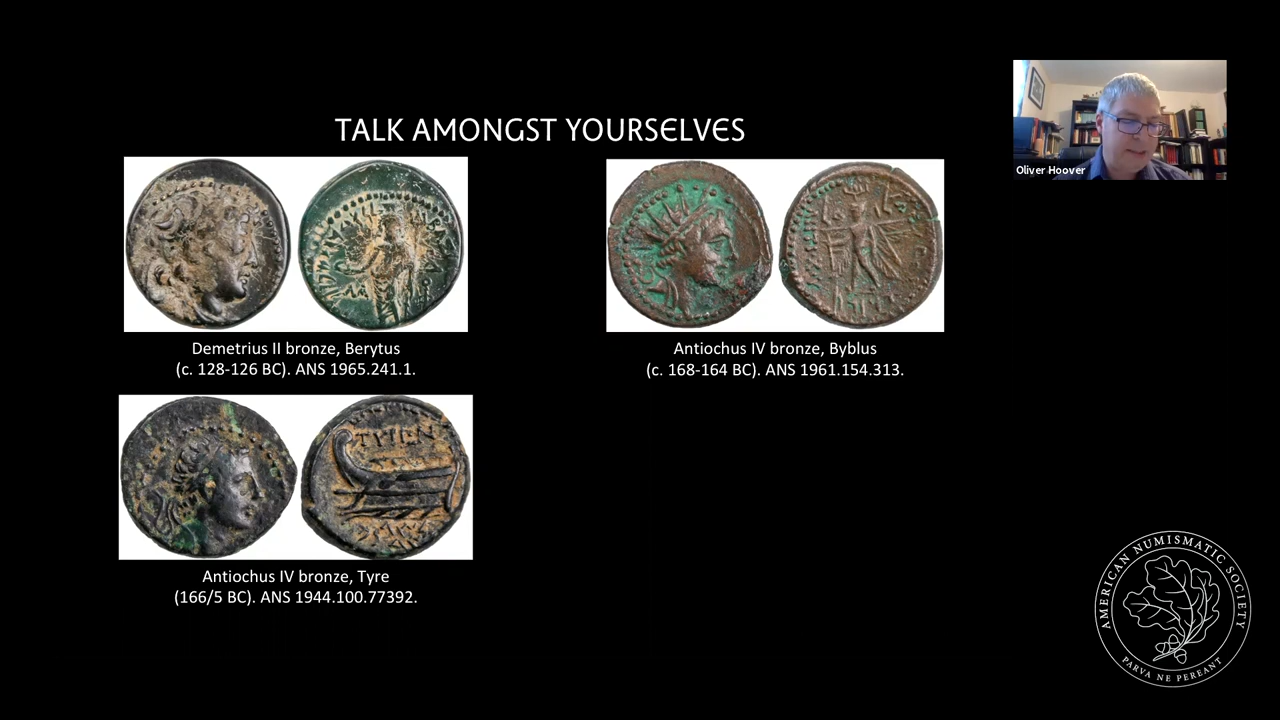 TALK AMONGST YOURSELVES
Oliver Hoover
Demetrius II bronze, Berytus
(c. 128-126 BC). ANS 1965.241.1.
Antiochus IV bronze, Byblus
(c. 168-164 BC). ANS 1961.154.313.
Antiochus IV bronze, Tyre
(166/5 BC). ANS 1944.100.77392.
AMERICAN NUMISMATIC SOCIETY
PARVA NE PEREANT